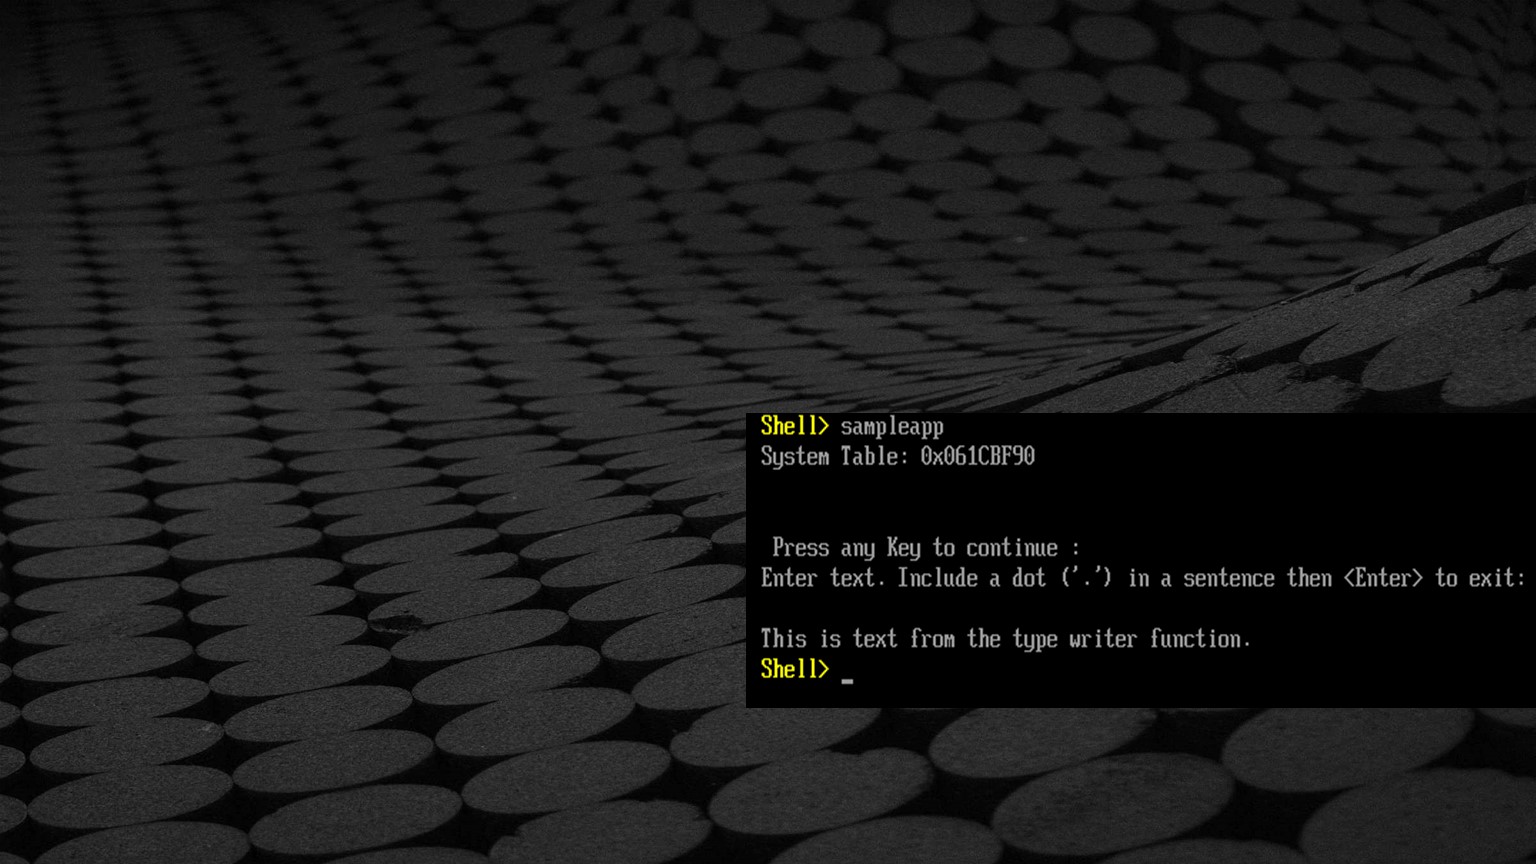 Shell> sampleapp
System Table: 0x061CBF90
Press any Key to continue :
Enter text. Include a dot ('.') in a sentence then <Enter> to exit:
This is text from the type writer function.
Shell> _